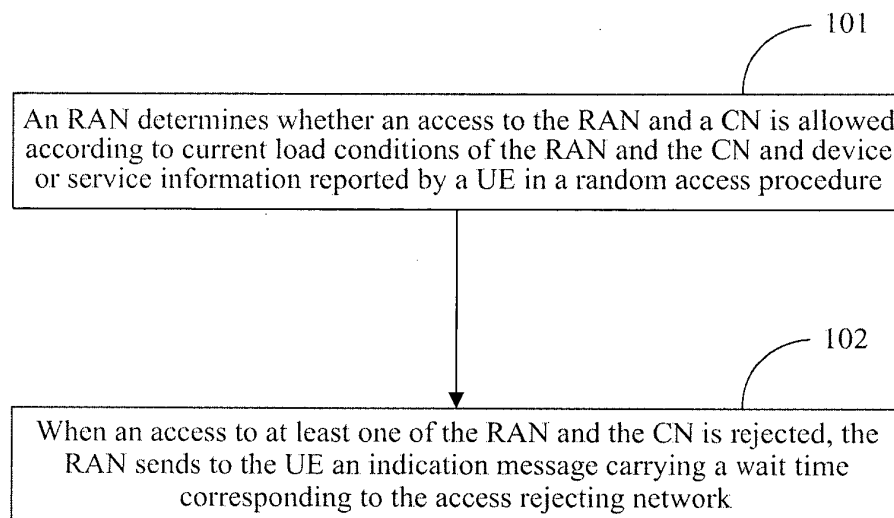 101
An RAN determines whether an access to the RAN and a CN is allowed
according to current load conditions of the RAN and the CN and device
or service information reported by a UE in a random access procedure
102
When an access to at least one of the RAN and the CN is rejected, the
RAN sends to the UE an indication message carrying a wait time
corresponding to the access rejecting network